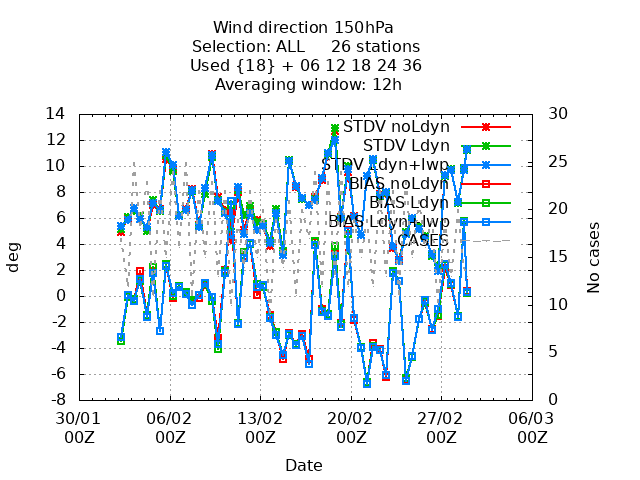 Wind direction 150hPa
Selection: ALL 26 stations
Used {18} + 06 12 18 24 36
Averaging window: 12h
14
12
10
8
6
4
2
0
-2
-4
-6
-8
deg
30
25
20
15
10
5
0
No cases
STDV noLdyn
STDV Ldyn
STDV Ldyn+lwp
BIAS noLdyn
BIAS Ldyn
BIAS Ldyn+lwp
CASES
30/01 06/02 13/02 20/02 27/02 06/03
00Z 00Z 00Z 00Z 00Z 00Z
Date